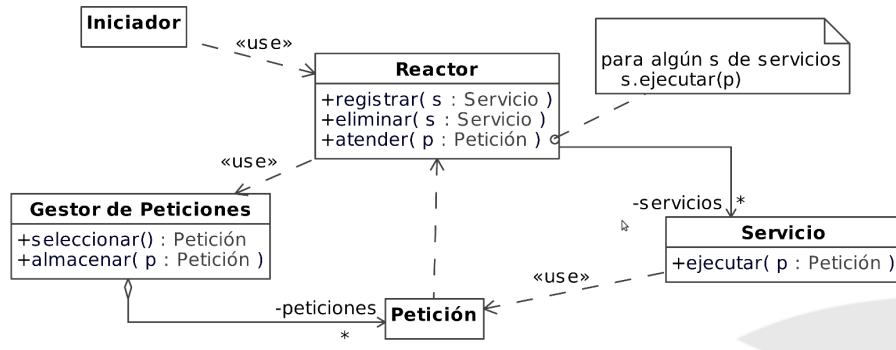 Iniciador
«use»
Reactor
+registrar( s : Servicio )
+eliminar( s : Servicio )
+atender( p : Petición )
para algún s de servicios
s.ejecutar(p)
«use»
Gestor de Peticiones
+seleccionar() : Petición
+almacenar( p : Petición )
-servicios *
Servicio
+ejecutar( p : Petición )
«use»
-peticiones
*
Petición